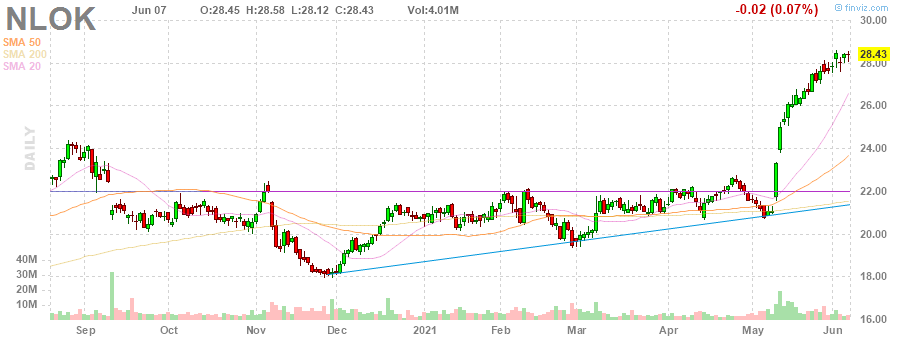 NLOK Jun 07 O:28.45 H:28.58 L:28.12 C:28.43 Vol:4.01M -0.02 (0.07%) © finviz.com
SMA 50
SMA 200
SMA 20
DAILY
30.00
28.43
28.00
26.00
24.00
22.00
20.00
18.00
16.00
40M
30M
20M
10M
Sep Oct Nov Dec 2021 Feb Mar Apr May Jun